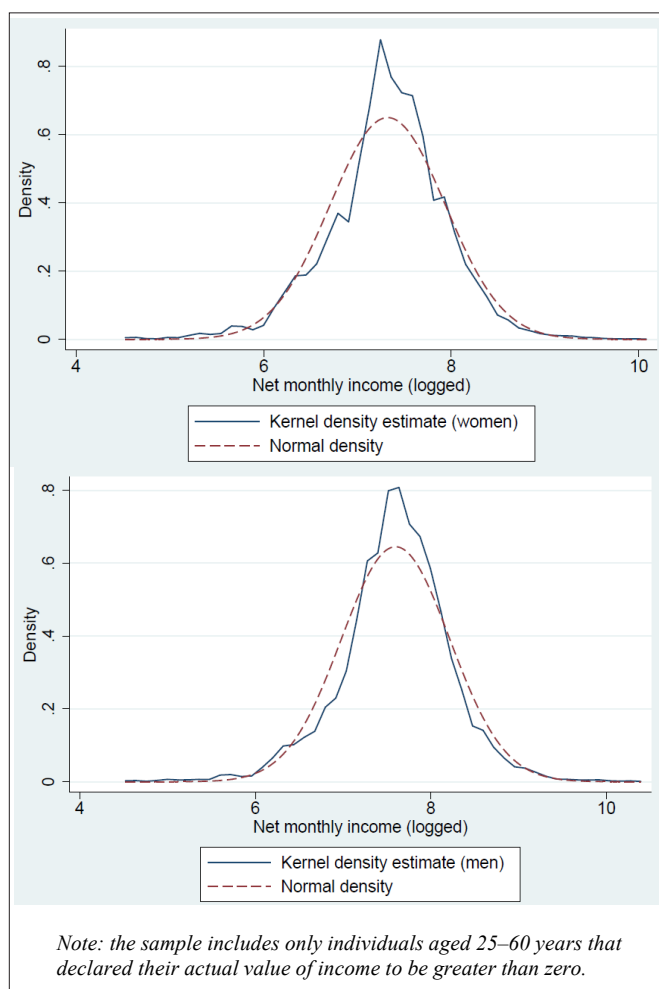 Density
.8
.6
.4
.2
0
4
6
8
10
Net monthly income (logged)
Kernel density estimate (women)
Normal density
Density
.8
.6
.4
.2
0
4
6
8
10
Net monthly income (logged)
Kernel density estimate (men)
Normal density
Note: the sample includes only individuals aged 25–60 years that
declared their actual value of income to be greater than zero.